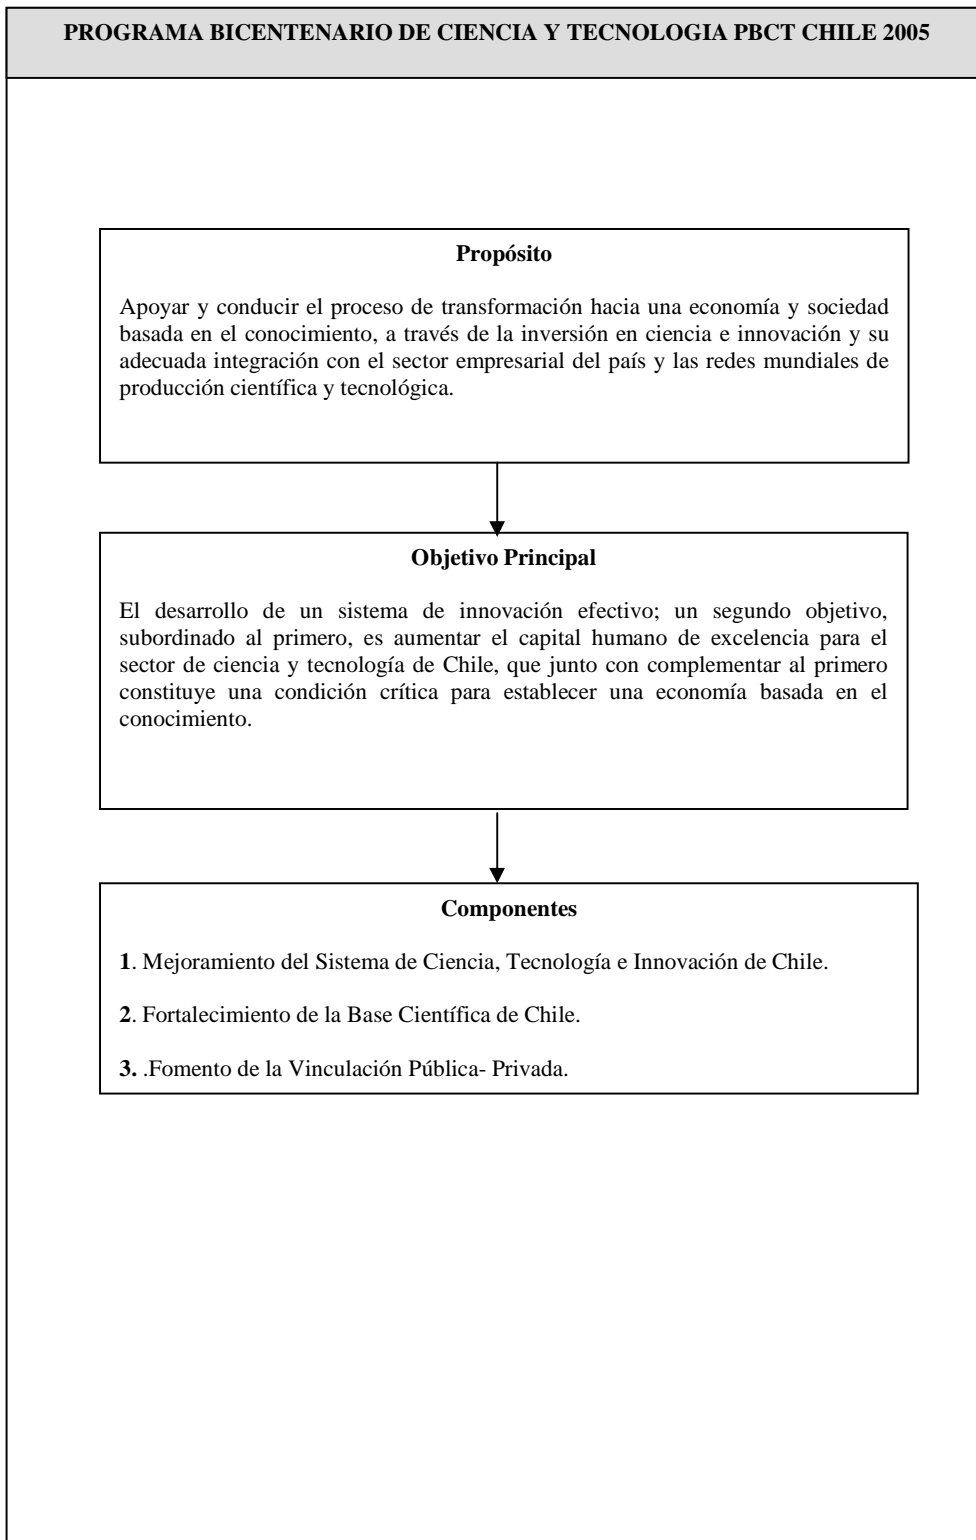 PROGRAMA BICENTENARIO DE CIENCIA Y TECNOLOGIA PBCT CHILE 2005
Propósito
Apoyar y conducir el proceso de transformación hacia una economía y sociedad
basada en el conocimiento, a través de la inversión en ciencia e innovación y su
adecuada integración con el sector empresarial del país y las redes mundiales de
producción científica y tecnológica.
Objetivo Principal
El desarrollo de un sistema de innovación efectivo; un segundo objetivo,
subordinado al primero, es aumentar el capital humano de excelencia para el
sector de ciencia y tecnología de Chile, que junto con complementar al primero
constituye una condición crítica para establecer una economía basada en el
conocimiento.
Componentes
1. Mejoramiento del Sistema de Ciencia, Tecnología e Innovación de Chile.
2. Fortalecimiento de la Base Científica de Chile.
3. .Fomento de la Vinculación Pública- Privada.